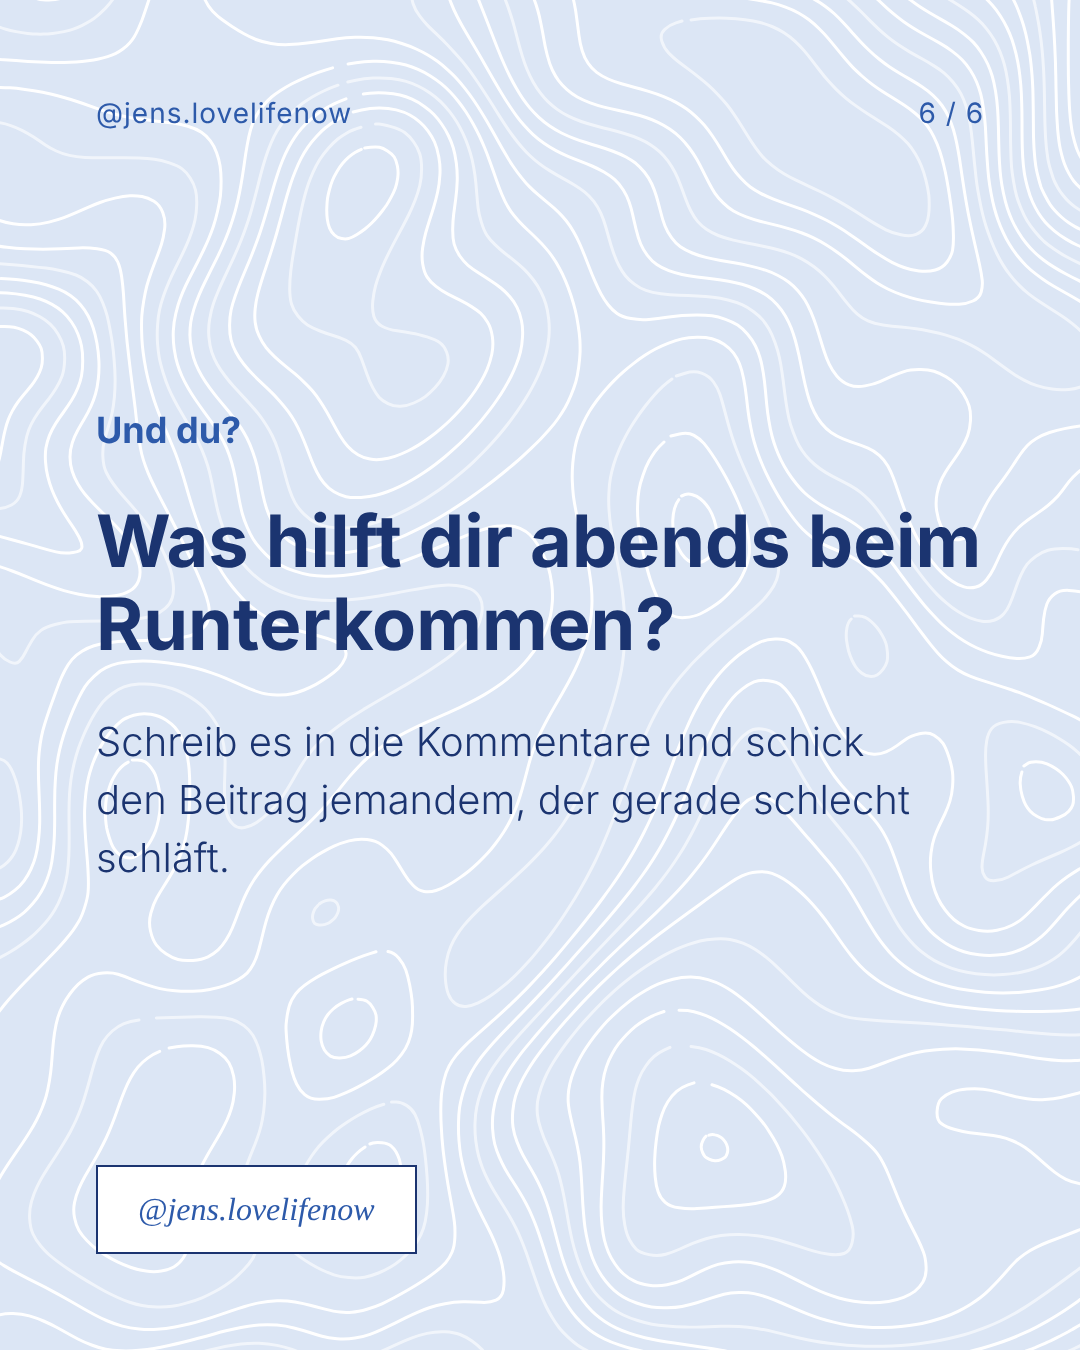 @jens.lovelifenow
6 / 6
Und du?
Was hilft dir abends beim
Runterkommen?
Schreib es in die Kommentare und schick
den Beitrag jemandem, der gerade schlecht
schläft.
@jens.lovelifenow